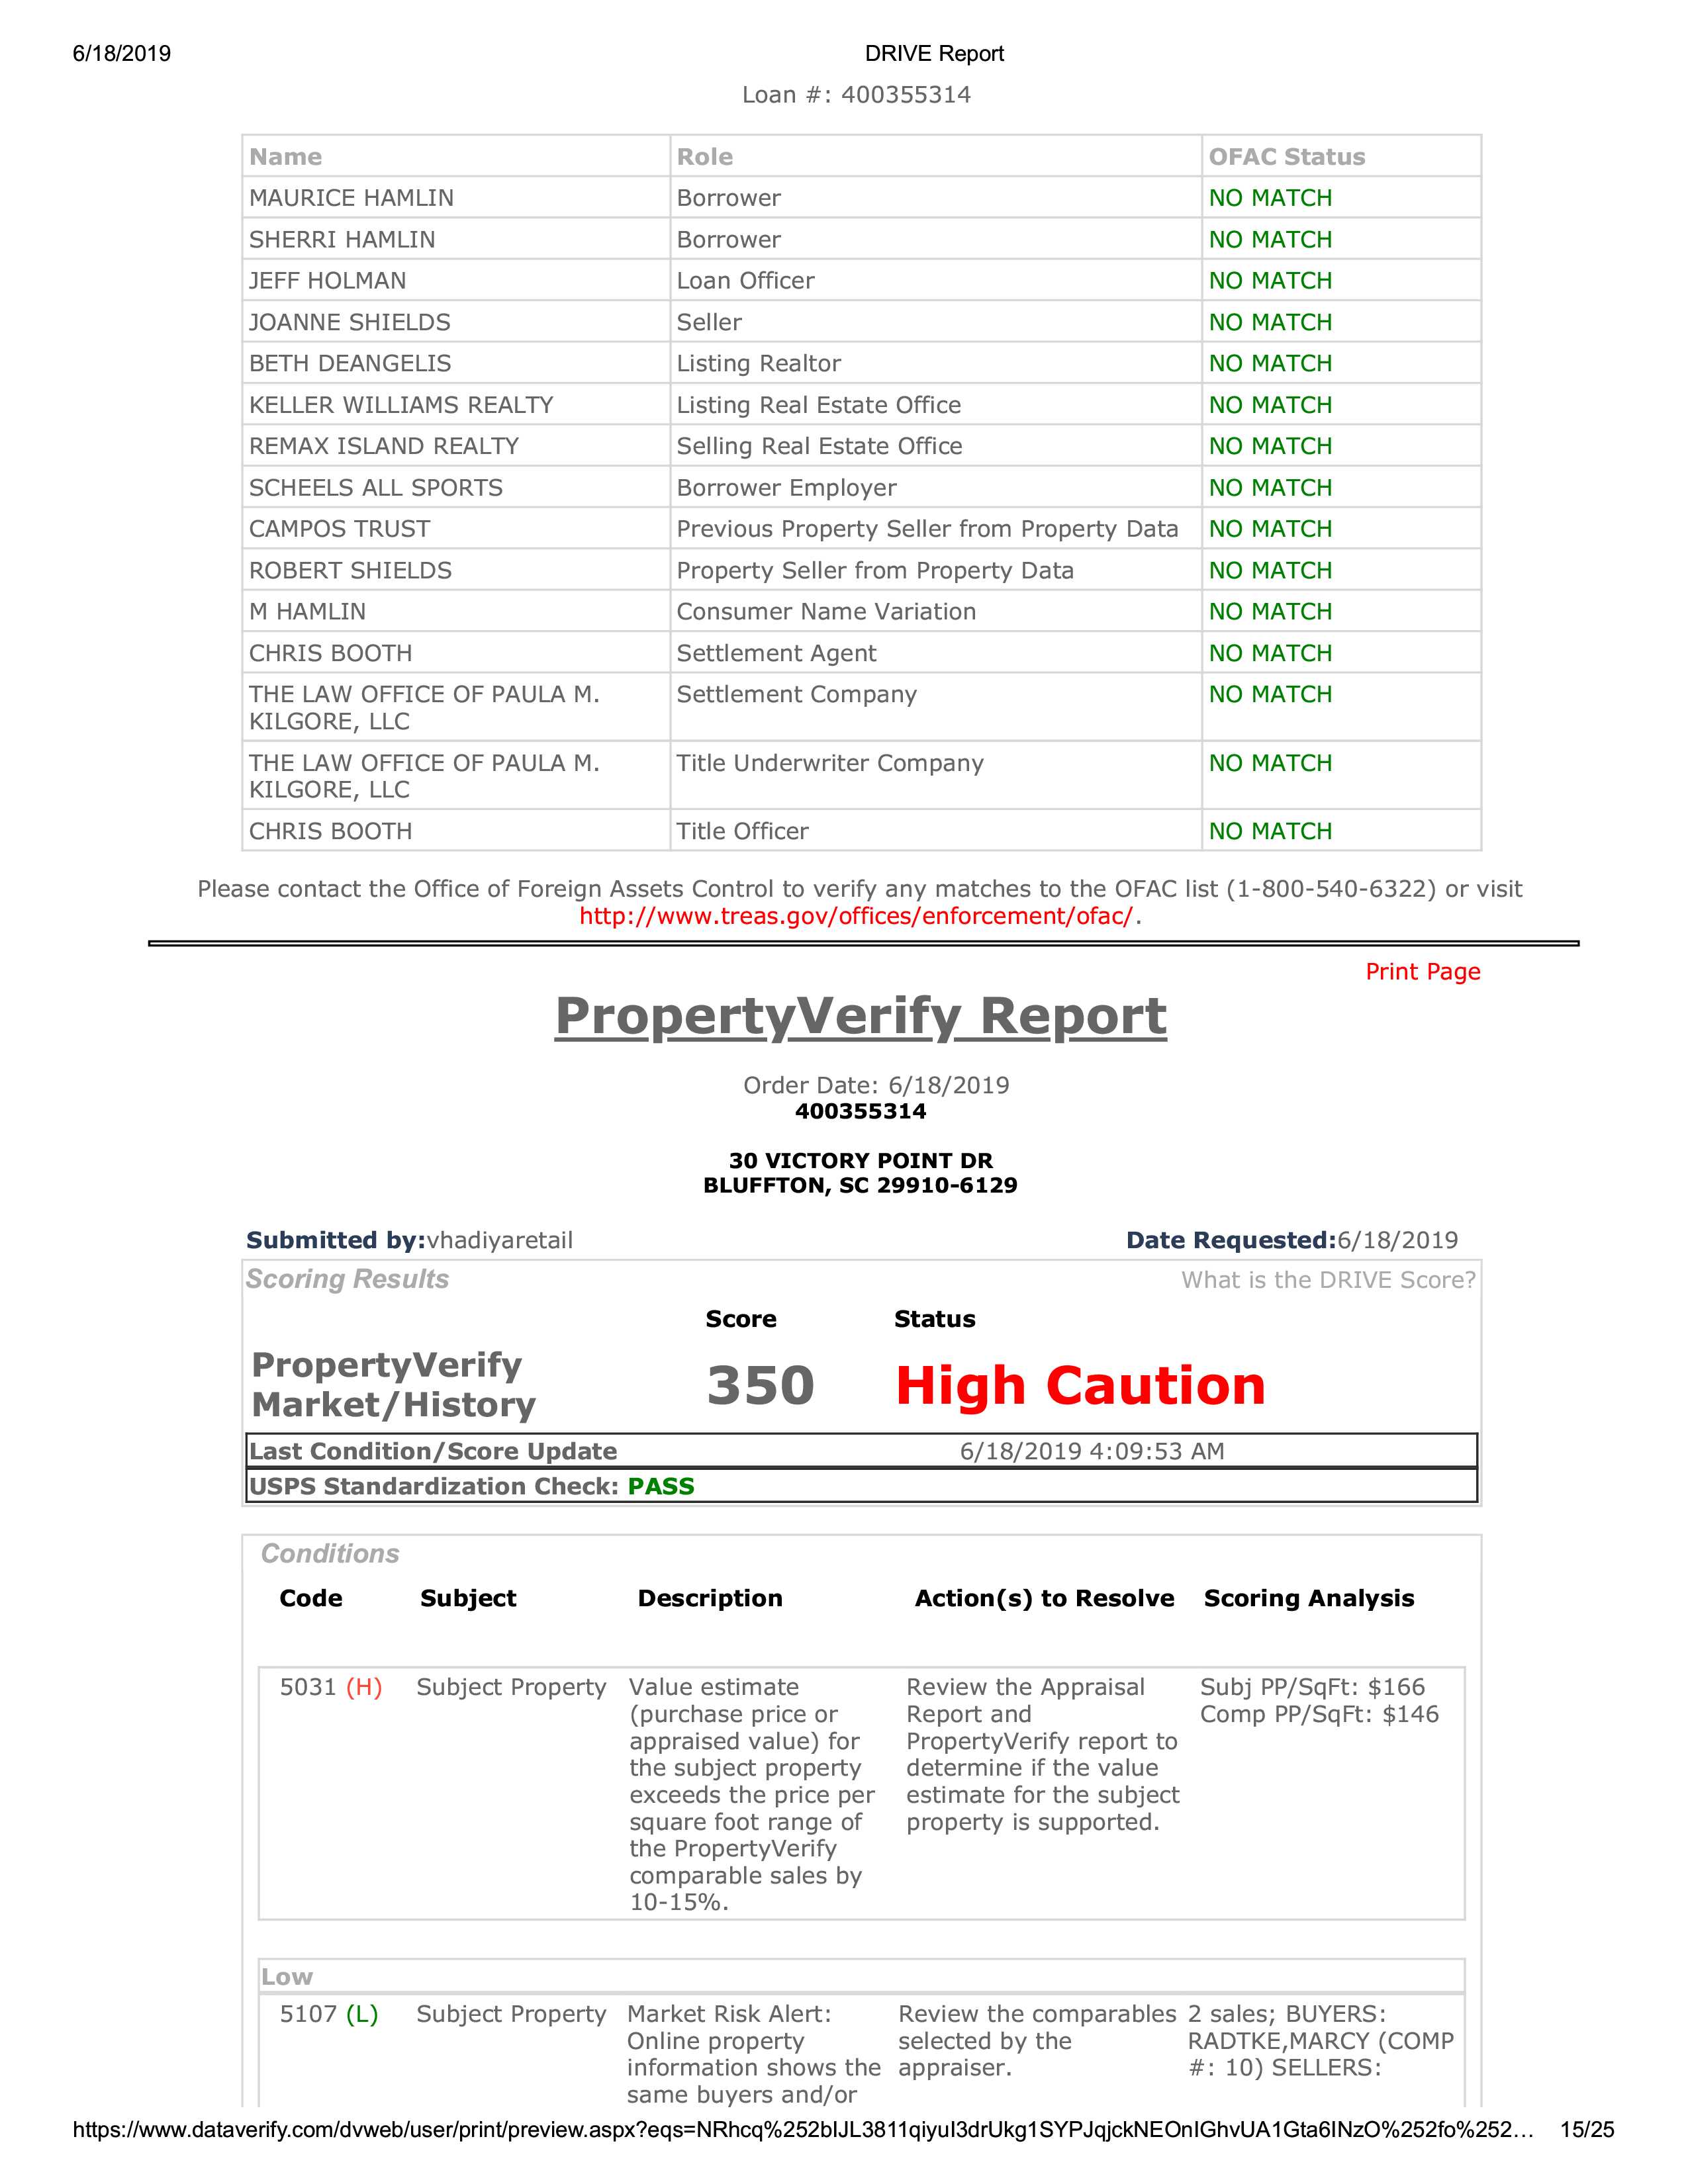 6/18/2019 DRIVE Report
Loan #: 400355314
Name Role OFAC Status
MAURICE HAMLIN Borrower NO MATCH
SHERRI HAMLIN Borrower NO MATCH
JEFF HOLMAN Loan Officer NO MATCH
JOANNE SHIELDS Seller NO MATCH
BETH DEANGELIS Listing Realtor NO MATCH
KELLER WILLIAMS REALTY Listing Real Estate Office NO MATCH
REMAX ISLAND REALTY Selling Real Estate Office NO MATCH
SCHEELS ALL SPORTS Borrower Employer NO MATCH
CAMPOS TRUST Previous Property Seller from Property Data NO MATCH
ROBERT SHIELDS Property Seller from Property Data NO MATCH
M HAMLIN Consumer Name Variation NO MATCH
CHRIS BOOTH Settlement Agent NO MATCH
THE LAW OFFICE OF PAULA M. Settlement Company NO MATCH
KILGORE, LLC
THE LAW OFFICE OF PAULA M. Title Underwriter Company NO MATCH
KILGORE, LLC
CHRIS BOOTH Title Officer NO MATCH
Please contact the Office of Foreign Assets Control to verify any matches to the OFAC list (1-800-540-6322) or visit
http://www.treas.gov/offices/enforcement/ofac/.
Print Page
PropertyVerify Report
Order Date: 6/18/2019
400355314
30 VICTORY POINT DR
BLUFFTON, SC 29910-6129
Submitted by:vhadiyaretail Date Requested:6/18/2019
Scoring Results What is the DRIVE Score?
Score Status
PropertyVerify
Market/History 350 High Caution
Last Condition/Score Update 6/18/2019 4:09:53 AM
USPS Standardization Check: PASS
Conditions
Code Subject Description Action(s) to Resolve Scoring Analysis
5031 (H) Subject Property Value estimate Review the Appraisal Subj PP/SqFt: $166
(purchase price or Report and Comp PP/SqFt: $146
appraised value) for PropertyVerify report to
the subject property determine if the value
exceeds the price per estimate for the subject
square foot range of property is supported.
the PropertyVerify
comparable sales by
10-15%.
Low
5107 (L) Subject Property Market Risk Alert: Review the comparables 2 sales; BUYERS:
Online property selected by the RADTKE,MARCY (COMP
information shows the appraiser. #: 10) SELLERS:
same buyers and/or
https://www.dataverify.com/dvweb/user/print/preview.aspx?eqs=NRhcq%252bIJL3811qiyuI3drUkg1SYPJqjckNEOnIGhvUA1Gta6INzO%252fo%252… 15/25